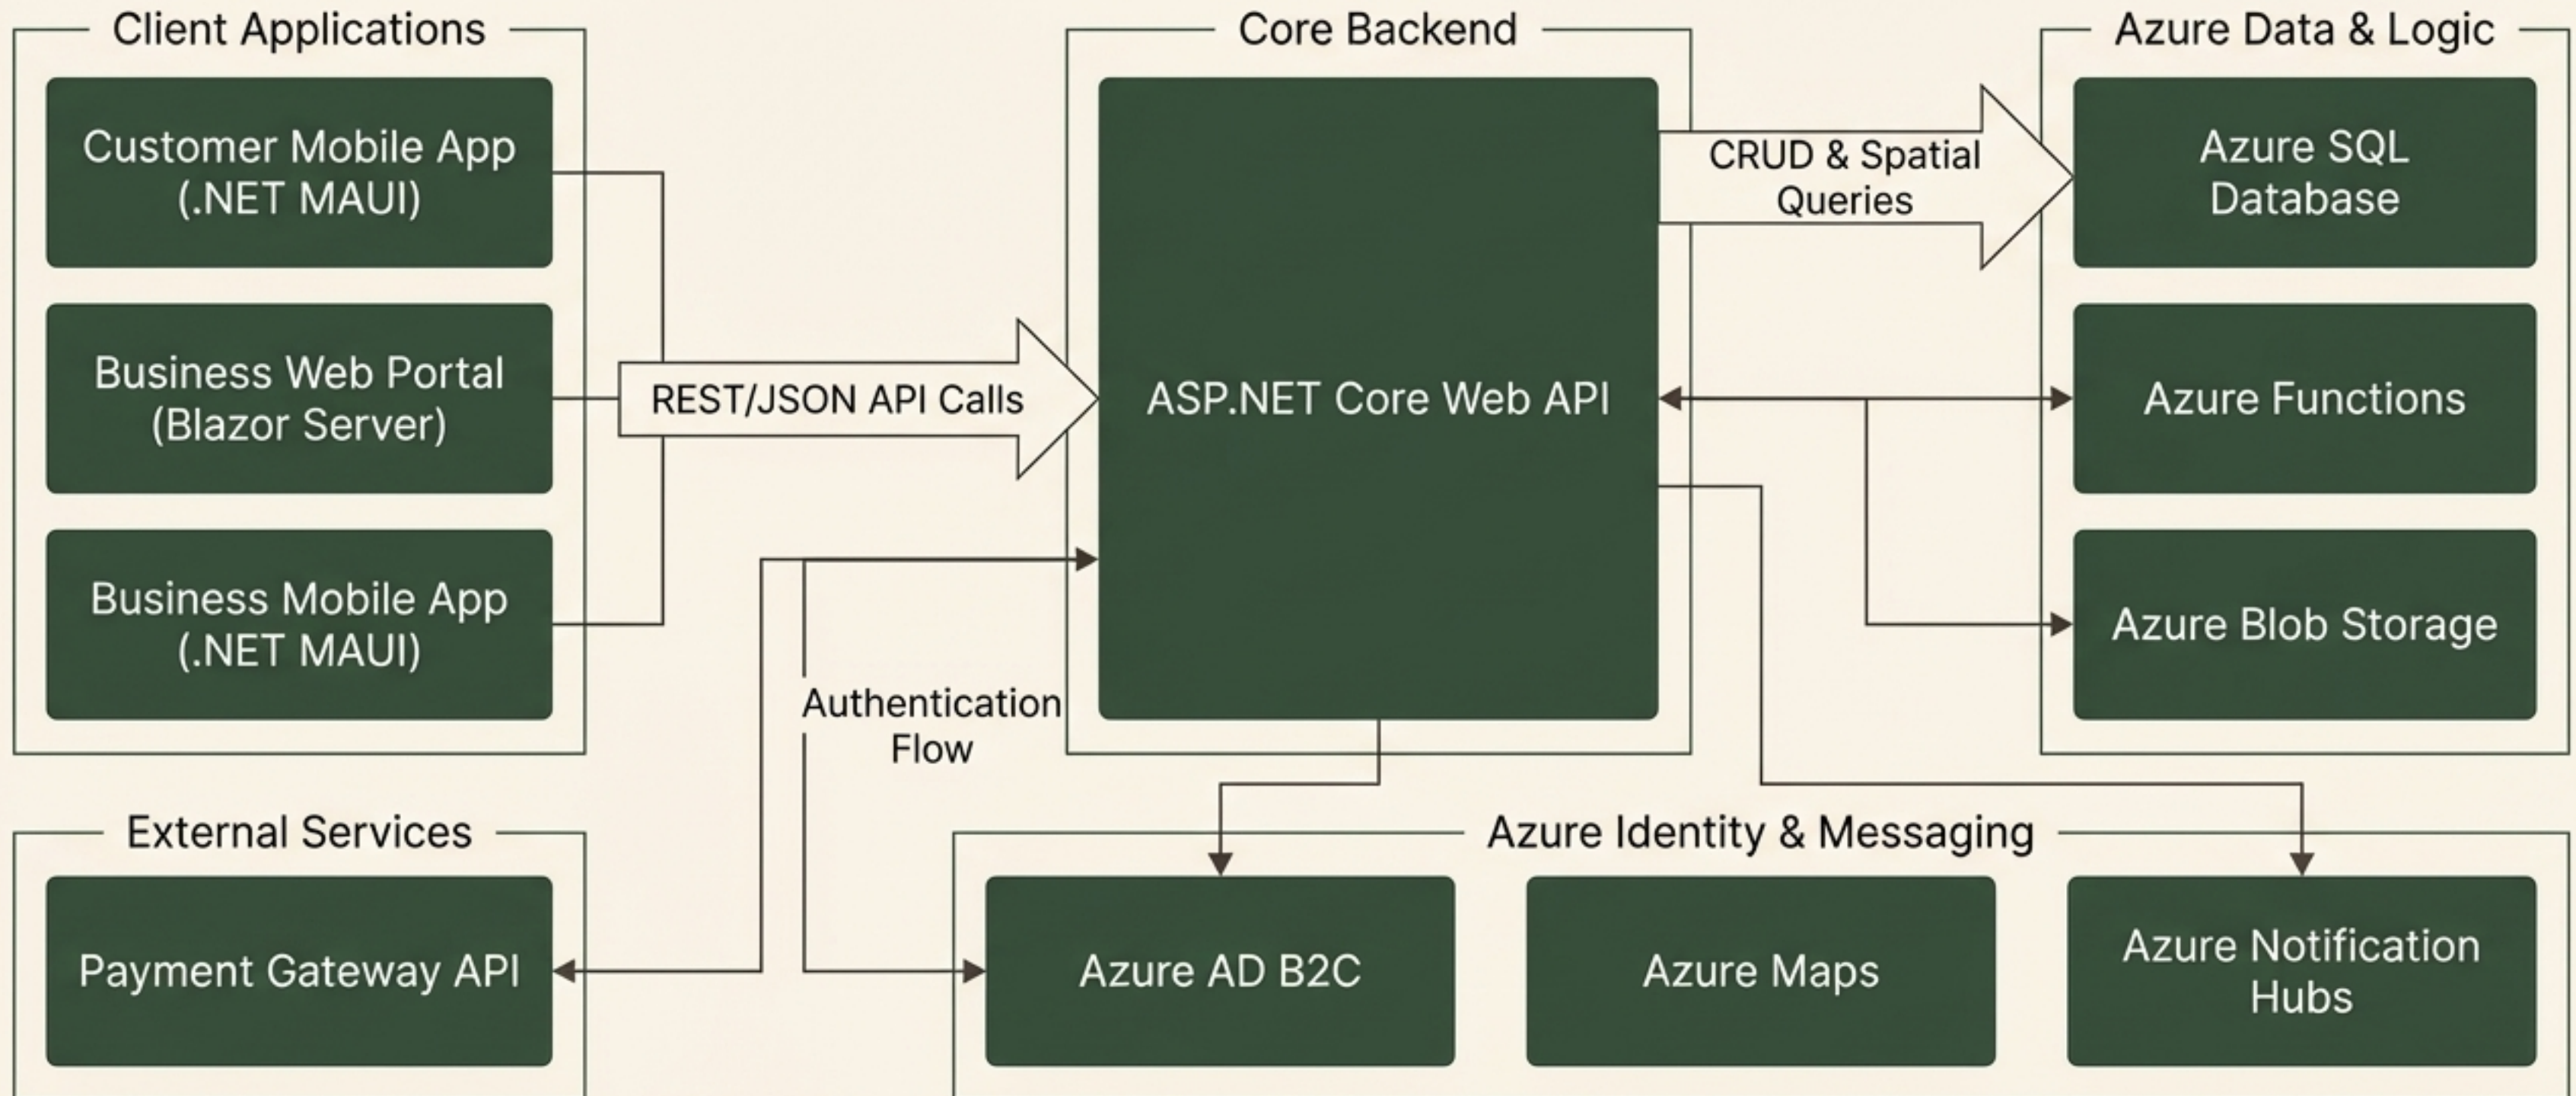 Client Applications
Customer Mobile App
(.NET MAUI)
Business Web Portal
(Blazor Server)
Business Mobile App
(.NET MAUI)
REST/JSON API Calls
Core Backend
ASP.NET Core Web API
CRUD & Spatial
Queries
Azure Data & Logic
Azure SQL
Database
Azure Functions
Azure Blob Storage
Authentication
Flow
External Services
Payment Gateway API
Azure Identity & Messaging
Azure AD B2C
Azure Maps
Azure Notification
Hubs